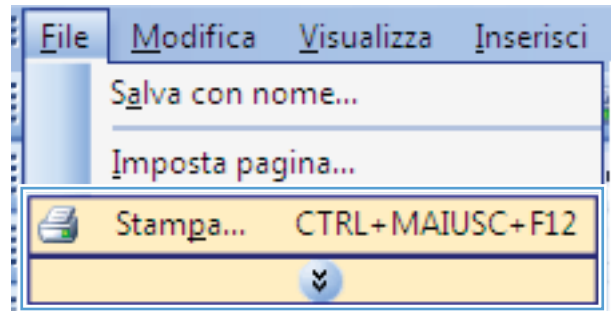 File Modifica Visualizza Inserisci
Salva con nome...
Imposta pagina...
Stampa... CTRL+MAIUSC+F12